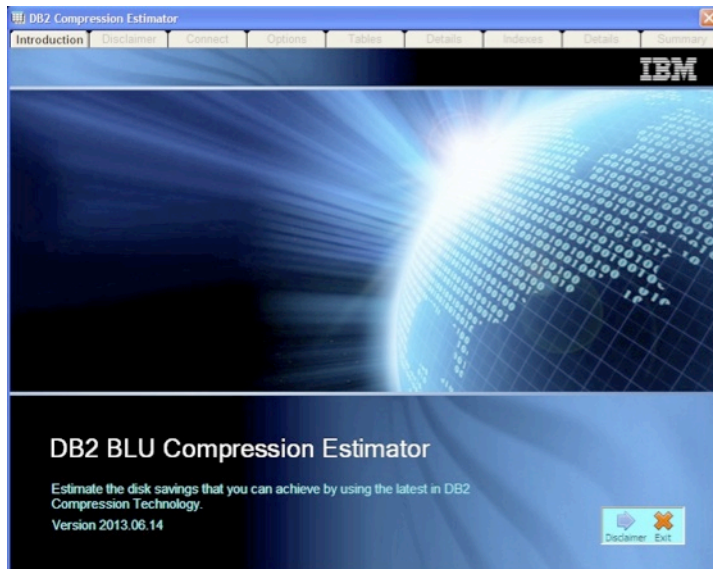 DB2 Compression Estimator
Introduction Disclaimer Connect Options Tables Details Indexes Details Summary
IBM
DB2 BLU Compression Estimator
Estimate the disk savings that you can achieve by using the latest in DB2
Compression Technology.
Version 2013.06.14
Disclaimer Exit